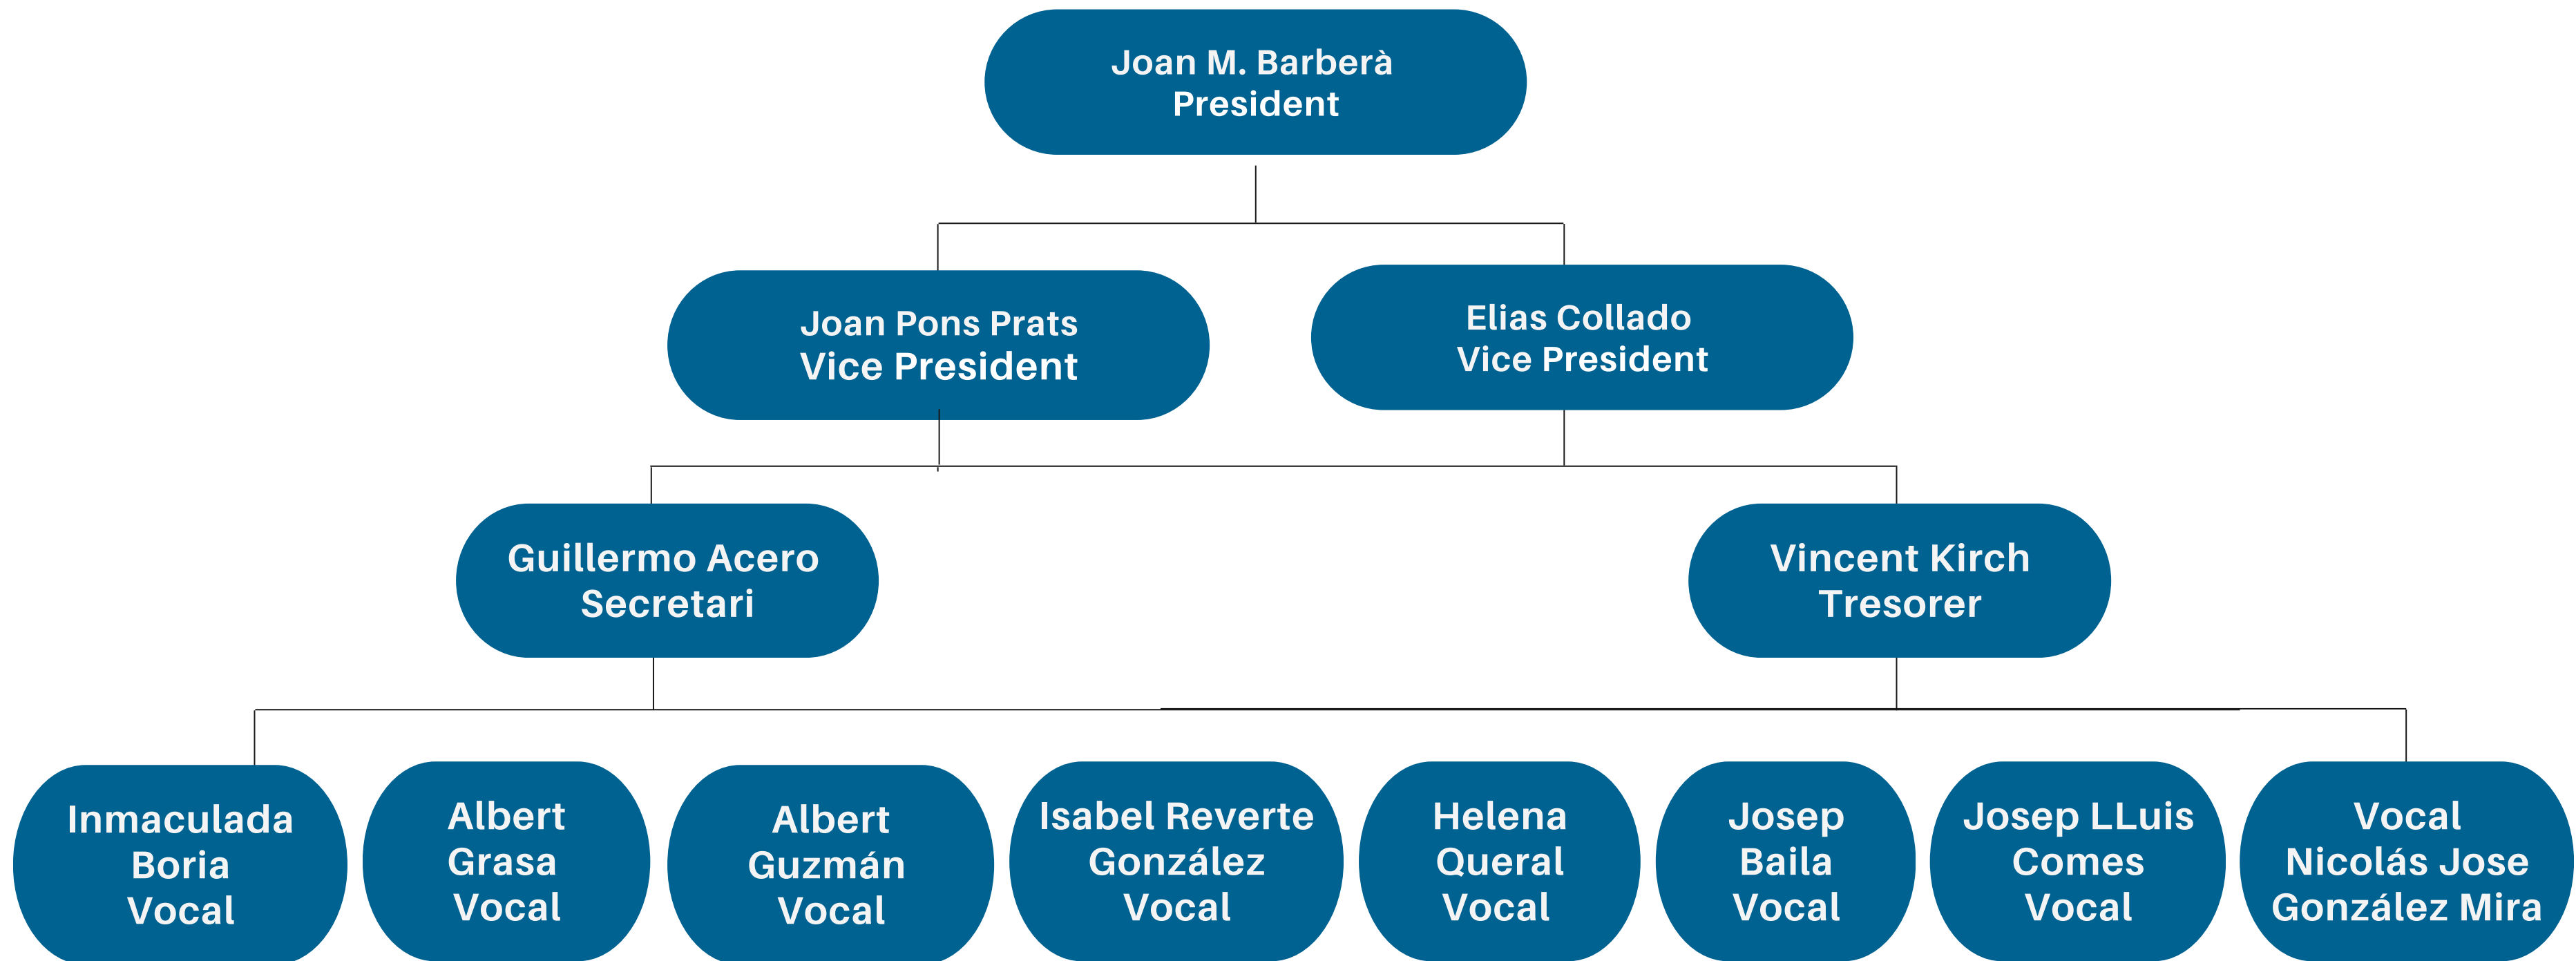 Joan M. Barberà
President
Joan Pons Prats
Vice President
Elias Collado
Vice President
Guillermo Acero
Secretari
Vincent Kirch
Tresorer
Inmaculada
Boria
Vocal
Albert
Grasa
Vocal
Albert
Guzmán
Vocal
Isabel Reverte
González
Vocal
Helena
Queral
Vocal
Josep
Baila
Vocal
Josep LLuis
Comes
Vocal
Vocal
Nicolás Jose
González Mira